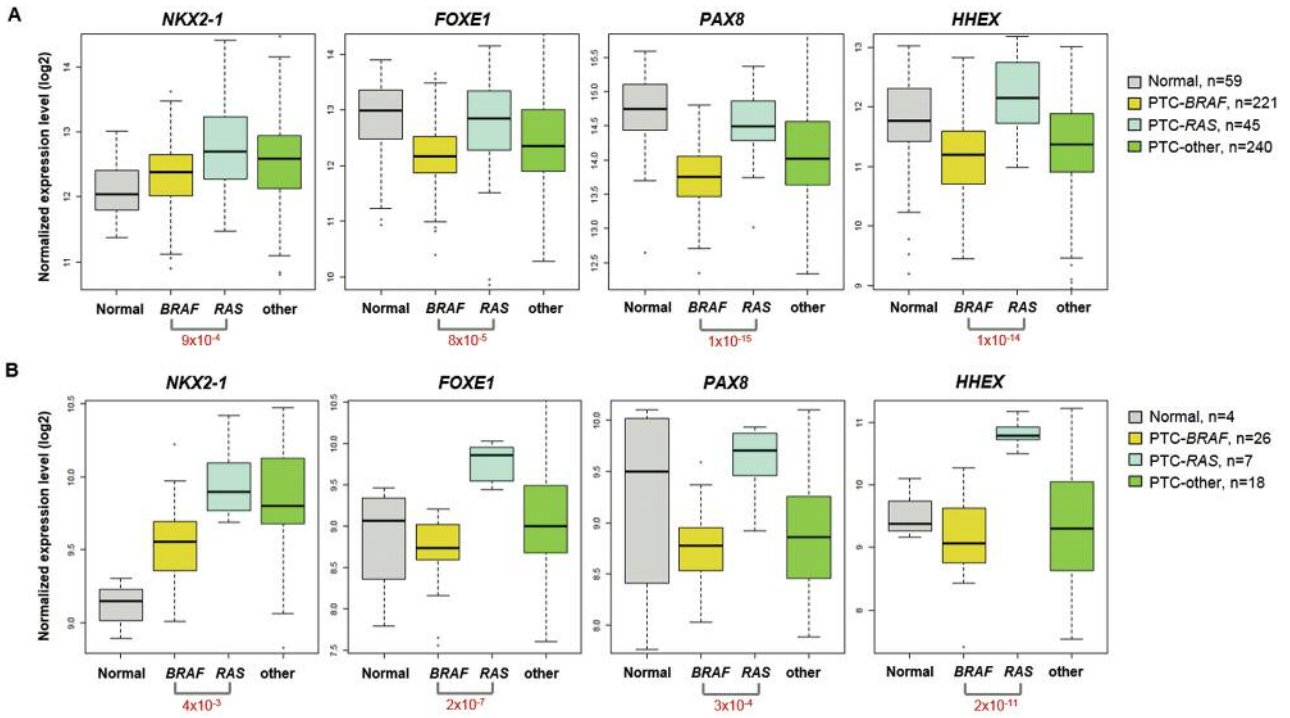 A
NKX2-1
FOXE1
PAX8
HHEX
Normalized expression level (log2)
11
12
13
14
10
11
12
13
14
12.5
13.0
13.5
14.0
14.5
15.0
15.5
9
10
11
12
13
Normal BRAF RAS other
Normal BRAF RAS other
Normal BRAF RAS other
Normal BRAF RAS other
9x10-4
8x10-5
1x10-15
1x10-14
Normal, n=59
PTC-BRAF, n=221
PTC-RAS, n=45
PTC-other, n=240
B
NKX2-1
FOXE1
PAX8
HHEX
Normalized expression level (log2)
9.0
9.5
10.0
10.5
7.5
8.0
8.5
9.0
9.5
10.0
10.5
8.0
8.5
9.0
9.5
10.0
8
9
10
11
Normal BRAF RAS other
Normal BRAF RAS other
Normal BRAF RAS other
Normal BRAF RAS other
4x10-3
2x10-7
3x10-4
2x10-11
Normal, n=4
PTC-BRAF, n=26
PTC-RAS, n=7
PTC-other, n=18